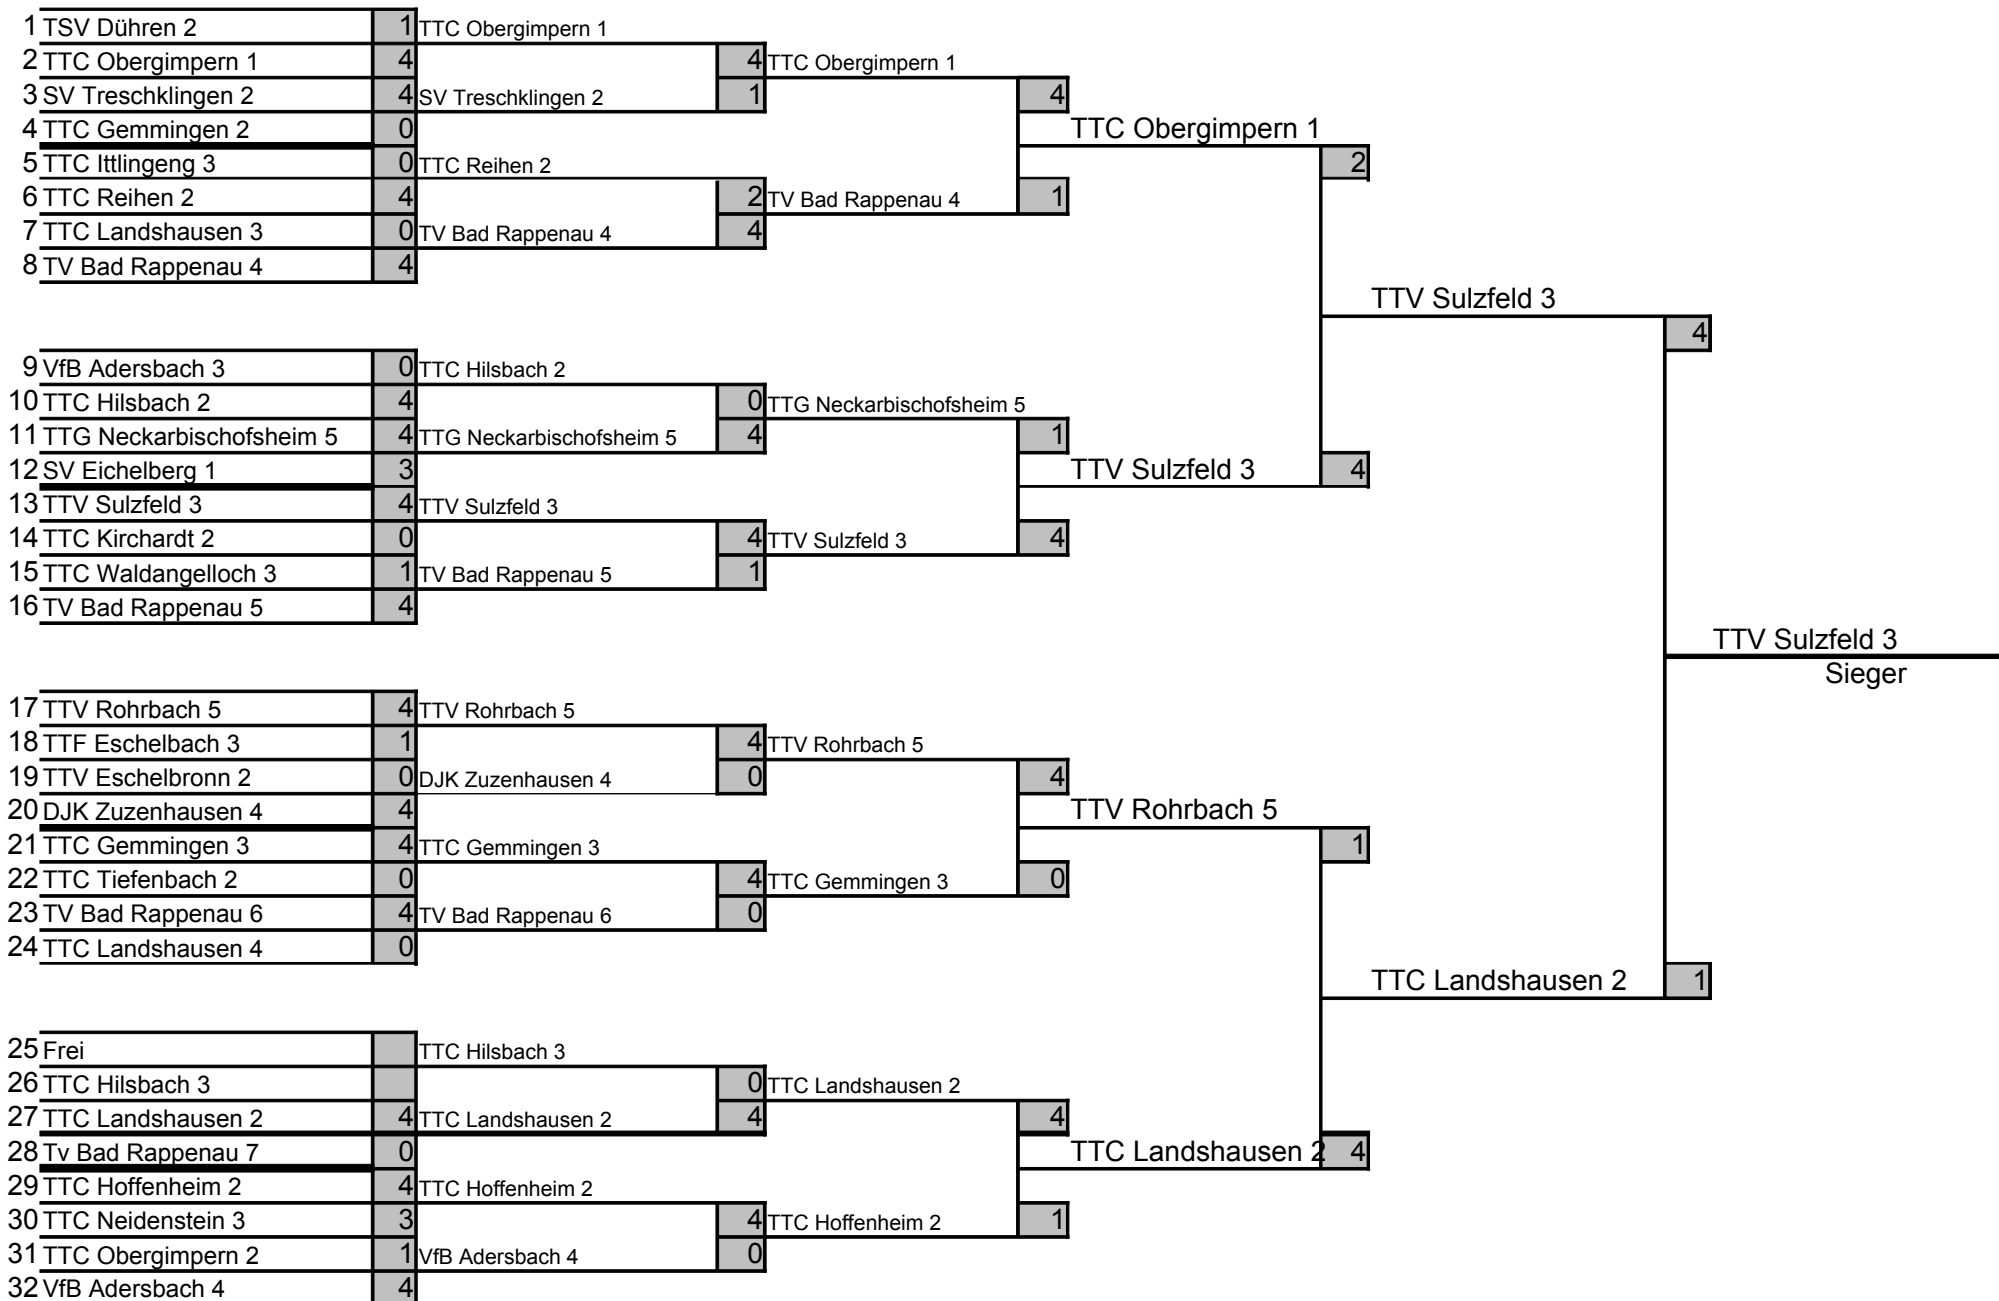 1 TSV Dühren 2 1 TTC Obergimpern 1
2 TTC Obergimpern 1 4 4 TTC Obergimpern 1
3 SV Treschklingen 2 4 SV Treschklingen 2 1 4
4 TTC Gemmingen 2 0 TTC Obergimpern 1
5 TTC Ittlingeng 3 0 TTC Reihen 2 2
6 TTC Reihen 2 4 2 TV Bad Rappenau 4 1
7 TTC Landshausen 3 0 TV Bad Rappenau 4 4
8 TV Bad Rappenau 4 4
TTV Sulzfeld 3
4
9 VfB Adersbach 3 0 TTC Hilsbach 2
10 TTC Hilsbach 2 4 0 TTG Neckarbischofsheim 5
11 TTG Neckarbischofsheim 5 4 TTG Neckarbischofsheim 5 4 1
12 SV Eichelberg 1 3 TTV Sulzfeld 3 4
13 TTV Sulzfeld 3 4 TTV Sulzfeld 3
14 TTC Kirchardt 2 0 4 TTV Sulzfeld 3 4
15 TTC Waldangelloch 3 1 TV Bad Rappenau 5 1
16 TV Bad Rappenau 5 4
TTV Sulzfeld 3
Sieger
17 TTV Rohrbach 5 4 TTV Rohrbach 5
18 TTF Eschelbach 3 1 4 TTV Rohrbach 5
19 TTV Eschelbronn 2 0 DJK Zuzenhausen 4 0 4
20 DJK Zuzenhausen 4 4 TTV Rohrbach 5
21 TTC Gemmingen 3 4 TTC Gemmingen 3 1
22 TTC Tiefenbach 2 0 4 TTC Gemmingen 3 0
23 TV Bad Rappenau 6 4 TV Bad Rappenau 6 0
24 TTC Landshausen 4 0
TTC Landshausen 2 1
25 Frei TTC Hilsbach 3
26 TTC Hilsbach 3 0 TTC Landshausen 2
27 TTC Landshausen 2 4 TTC Landshausen 2 4 4
28 Tv Bad Rappenau 7 0 TTC Landshausen 2 4
29 TTC Hoffenheim 2 4 TTC Hoffenheim 2
30 TTC Neidenstein 3 3 4 TTC Hoffenheim 2 1
31 TTC Obergimpern 2 1 VfB Adersbach 4 0
32 VfB Adersbach 4 4